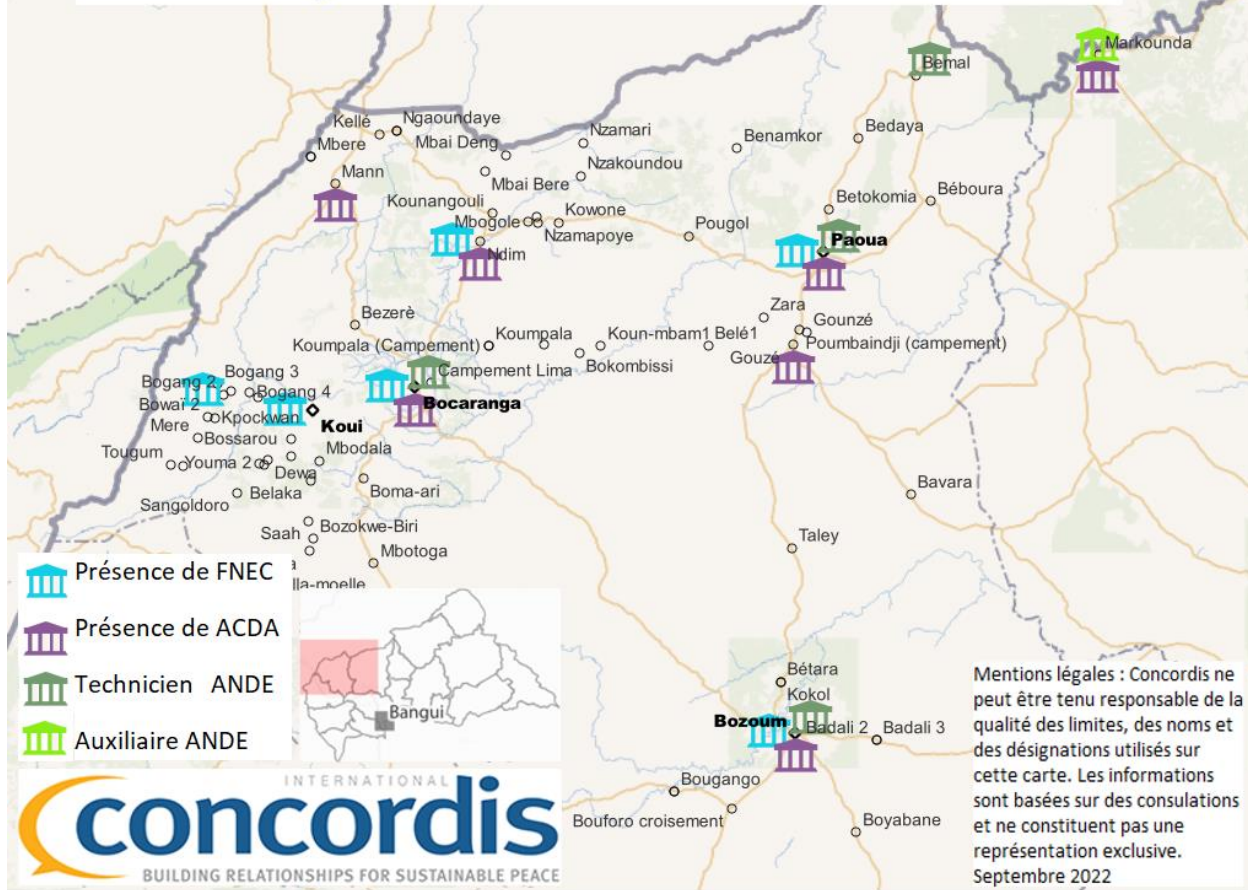 Markounda
Bemal
Kellé
Ngaoundaye
Nzamari
Mbere
Mbai Deng
Benamkor
Bedaya
Mann
Nzakoundou
Mbai Bere
Kounangouli
Betokomia
Béboura
Mbogole
Kowone
Nzamapoye
Pougol
Paoua
Ndim
Bezerè
Zara
Koumpala
Koun-mbam1
Belé1
Gounzé
Koumpala (Campement)
Bokombissi
Poumbaindji (campement)
Gouzé
Campement Lima
Bogang 3
Bogang 2
Bogang 4
Bowaï 2
Bocaranga
Mere
Kpockwan
Koui
Bossarou
Tougum
Youma 2
Mbodala
Dewa
Belaka
Boma-ari
Sangoldoro
Bavara
Saah
Bozokwe-Biri
Taley
Mbotoga
lla-moelle
Présence de FNEC
Présence de ACDA
Technicien ANDE
Auxiliaire ANDE
Bangui
Bétara
Kokol
Bozoum
Badali 2
Badali 3
Bougango
Bouforo croisement
Boyabane
INTERNATIONAL
concordis
BUILDING RELATIONSHIPS FOR SUSTAINABLE PEACE
Mentions légales : Concordis ne
peut être tenu responsable de la
qualité des limites, des noms et
des désignations utilisés sur
cette carte. Les informations
sont basées sur des consulations
et ne constituent pas une
représentation exclusive.
Septembre 2022